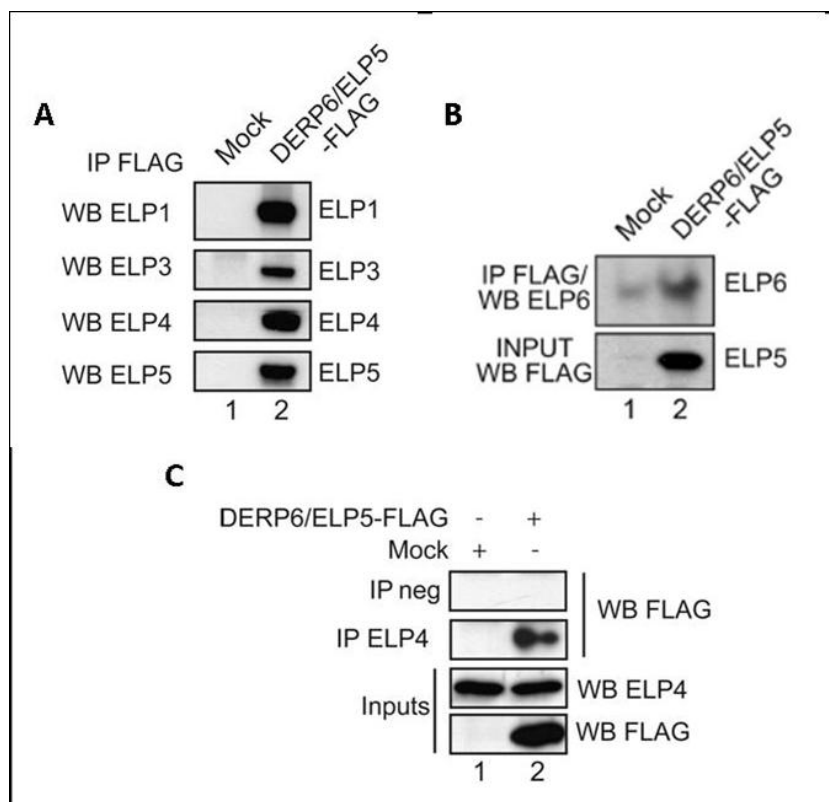 A
IP FLAG
Mock
DERP6/ELP5
-FLAG
WB ELP1
ELP1
WB ELP3
ELP3
WB ELP4
ELP4
WB ELP5
ELP5
1 2
B
Mock
DERP6/ELP5
-FLAG
IP FLAG/
WB ELP6
ELP6
INPUT
WB FLAG
ELP5
1 2
C
DERP6/ELP5-FLAG - +
Mock + -
IP neg
IP ELP4
WB FLAG
Inputs
WB ELP4
WB FLAG
1 2